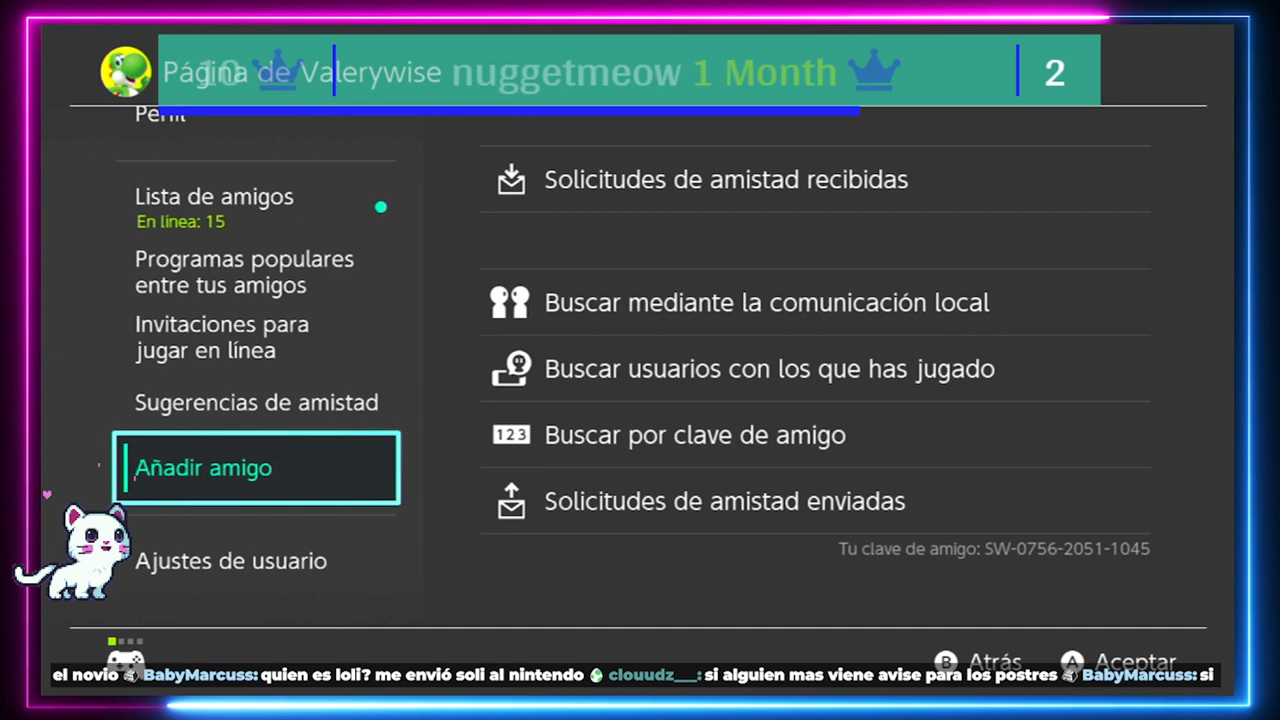 Página de Valerywise
nuggetmeow 1 Month
2
Perfil
Lista de amigos
En línea: 15
Programas populares
entre tus amigos
Invitaciones para
jugar en línea
Sugerencias de amistad
Añadir amigo
Ajustes de usuario
Solicitudes de amistad recibidas
Buscar mediante la comunicación local
Buscar usuarios con los que has jugado
123 Buscar por clave de amigo
Solicitudes de amistad enviadas
Tu clave de amigo: SW-0756-2051-1045
B Atrás A Aceptar
el novio BabyMarcuss: quien es loli? me envió soli al nintendo clouudz___: si alguien mas viene avise para los postres BabyMarcuss: si